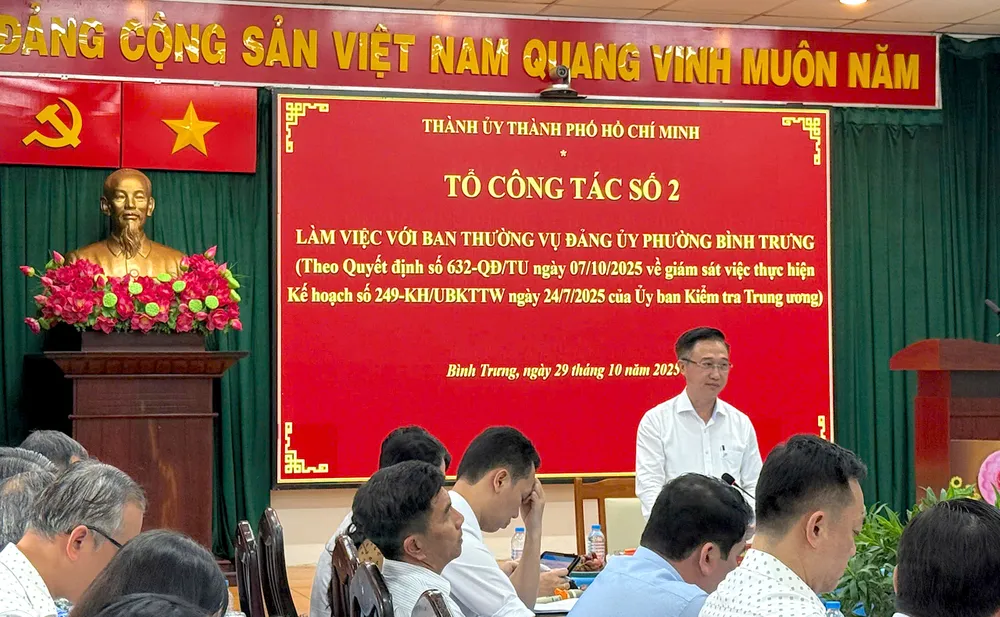 ĐẢNG CỘNG SẢN VIỆT NAM QUANG VINH MUÔN NĂM
THÀNH ỦY THÀNH PHỐ HỒ CHÍ MINH
TỔ CÔNG TÁC SỐ 2
LÀM VIỆC VỚI BAN THƯỜNG VỤ ĐẢNG ỦY PHƯỜNG BÌNH TRƯNG
(Theo Quyết định số 632-QĐ/TU ngày 07/10/2025 về giám sát việc thực hiện
Kế hoạch số 249-KH/UBKTTW ngày 24/7/2025 của Ủy ban Kiểm tra Trung ương)
Bình Trưng, ngày 29 tháng 10 năm 2025